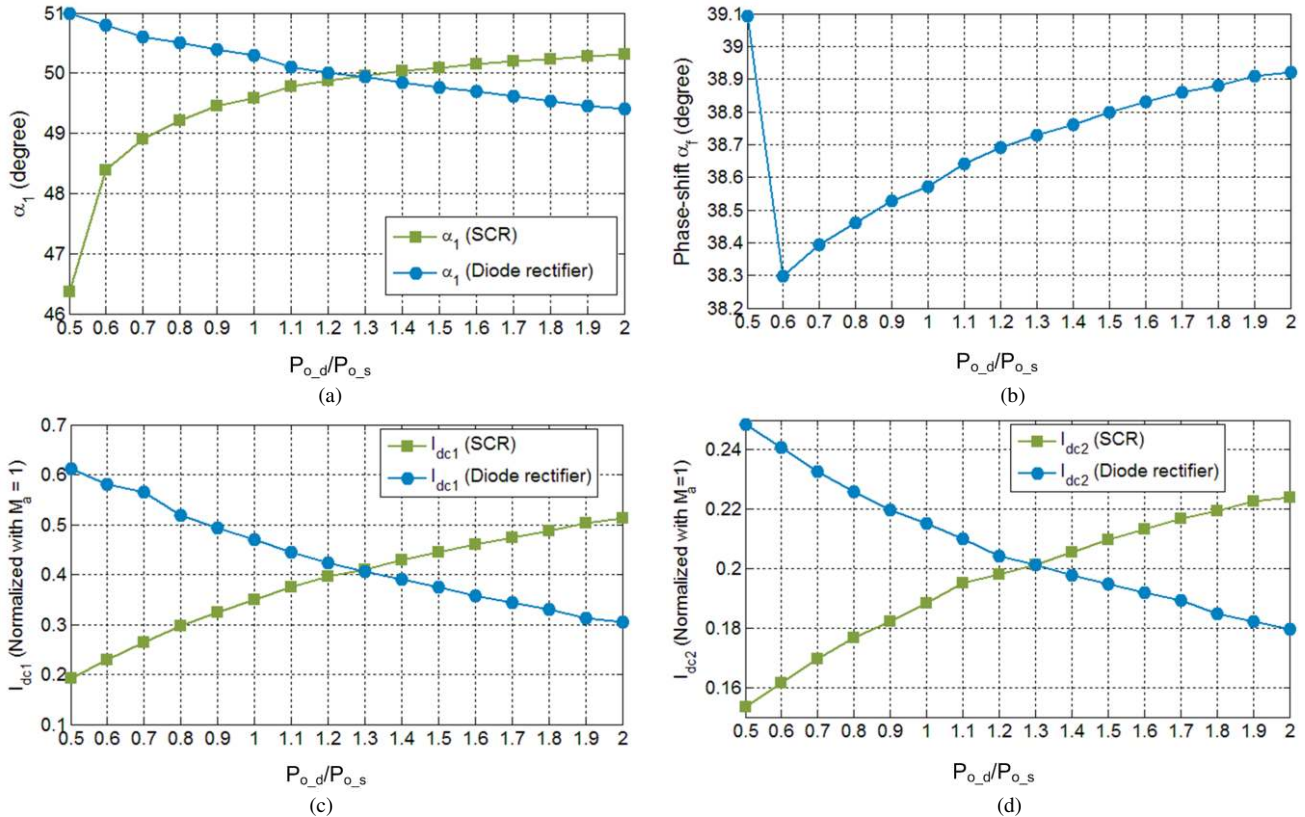 51
50
49
48
47
46
α1 (degree)
α1 (SCR)
α1 (Diode rectifier)
0.5 0.6 0.7 0.8 0.9 1 1.1 1.2 1.3 1.4 1.5 1.6 1.7 1.8 1.9 2
Po_d/Po_s
(a)
39.1
39
38.9
38.8
38.7
38.6
38.5
38.4
38.3
38.2
Phase-shift αf (degree)
0.5 0.6 0.7 0.8 0.9 1 1.1 1.2 1.3 1.4 1.5 1.6 1.7 1.8 1.9 2
Po_d/Po_s
(b)
0.7
0.6
0.5
0.4
0.3
0.2
0.1
Idc1 (Normalized with Ma = 1)
Idc1 (SCR)
Idc1 (Diode rectifier)
0.5 0.6 0.7 0.8 0.9 1 1.1 1.2 1.3 1.4 1.5 1.6 1.7 1.8 1.9 2
Po_d/Po_s
(c)
0.24
0.22
0.2
0.18
0.16
Idc2 (Normalized with Ma=1)
Idc2 (SCR)
Idc2 (Diode rectifier)
0.5 0.6 0.7 0.8 0.9 1 1.1 1.2 1.3 1.4 1.5 1.6 1.7 1.8 1.9 2
Po_d/Po_s
(d)